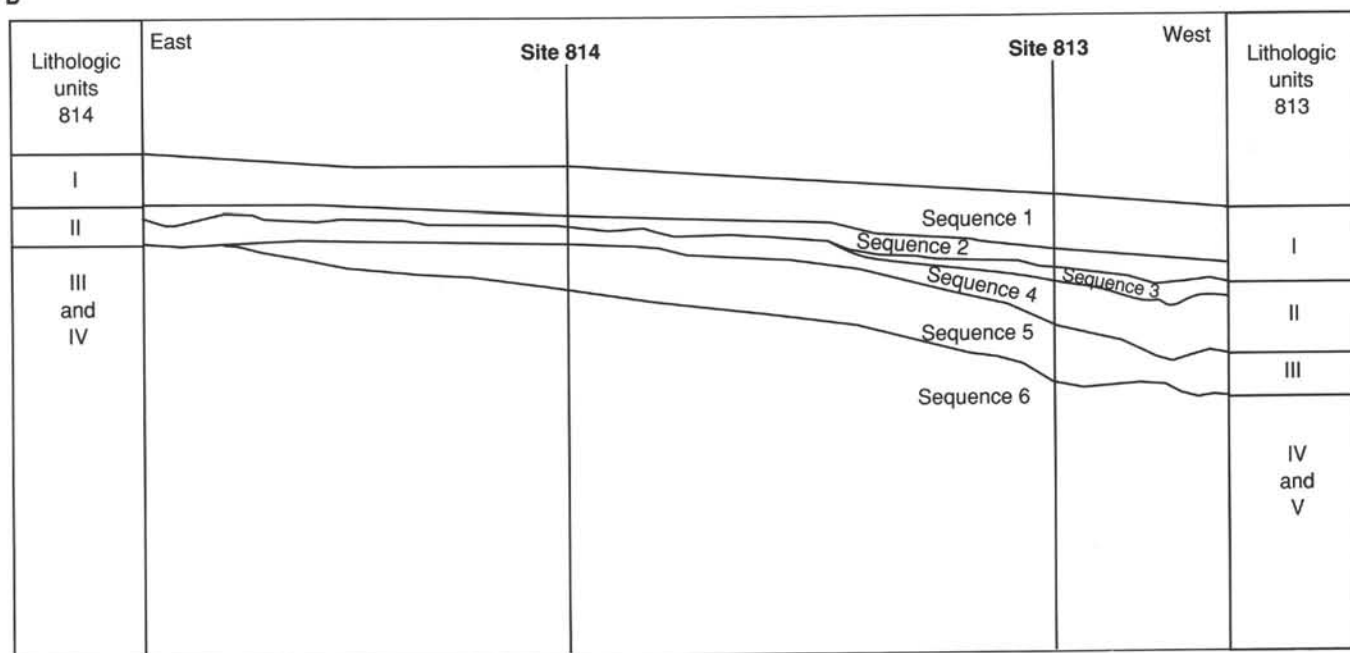 East
Site 814
Site 813
West
Lithologic
units
814
Lithologic
units
813
I
II
III
and
IV
Sequence 1
Sequence 2
Sequence 3
Sequence 4
Sequence 5
Sequence 6
I
II
III
IV
and
V